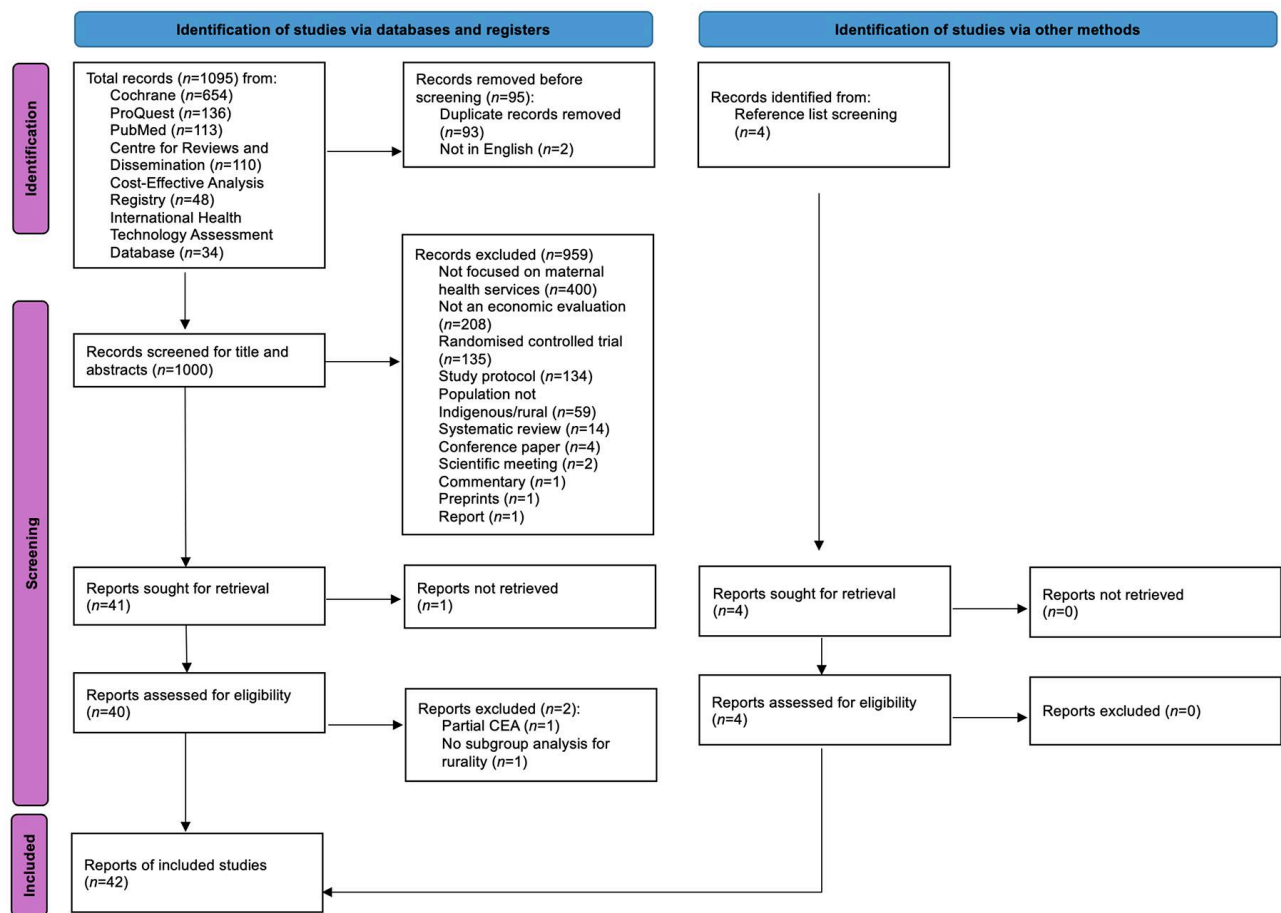 Identification of studies via databases and registers
Identification of studies via other methods
Identification
Total records (n=1095) from:
Cochrane (n=654)
ProQuest (n=136)
PubMed (n=113)
Centre for Reviews and
Dissemination (n=110)
Cost-Effective Analysis
Registry (n=48)
International Health
Technology Assessment
Database (n=34)
Records removed before
screening (n=95):
Duplicate records removed
(n=93)
Not in English (n=2)
Records identified from:
Reference list screening
(n=4)
Screening
Records screened for title and
abstracts (n=1000)
Records excluded (n=959)
Not focused on maternal
health services (n=400)
Not an economic evaluation
(n=208)
Randomised controlled trial
(n=135)
Study protocol (n=134)
Population not
Indigenous/rural (n=59)
Systematic review (n=14)
Conference paper (n=4)
Scientific meeting (n=2)
Commentary (n=1)
Preprints (n=1)
Report (n=1)
Reports sought for retrieval
(n=41)
Reports not retrieved
(n=1)
Reports sought for retrieval
(n=4)
Reports not retrieved
(n=0)
Reports assessed for eligibility
(n=40)
Reports excluded (n=2):
Partial CEA (n=1)
No subgroup analysis for
rurality (n=1)
Reports assessed for eligibility
(n=4)
Reports excluded (n=0)
Included
Reports of included studies
(n=42)